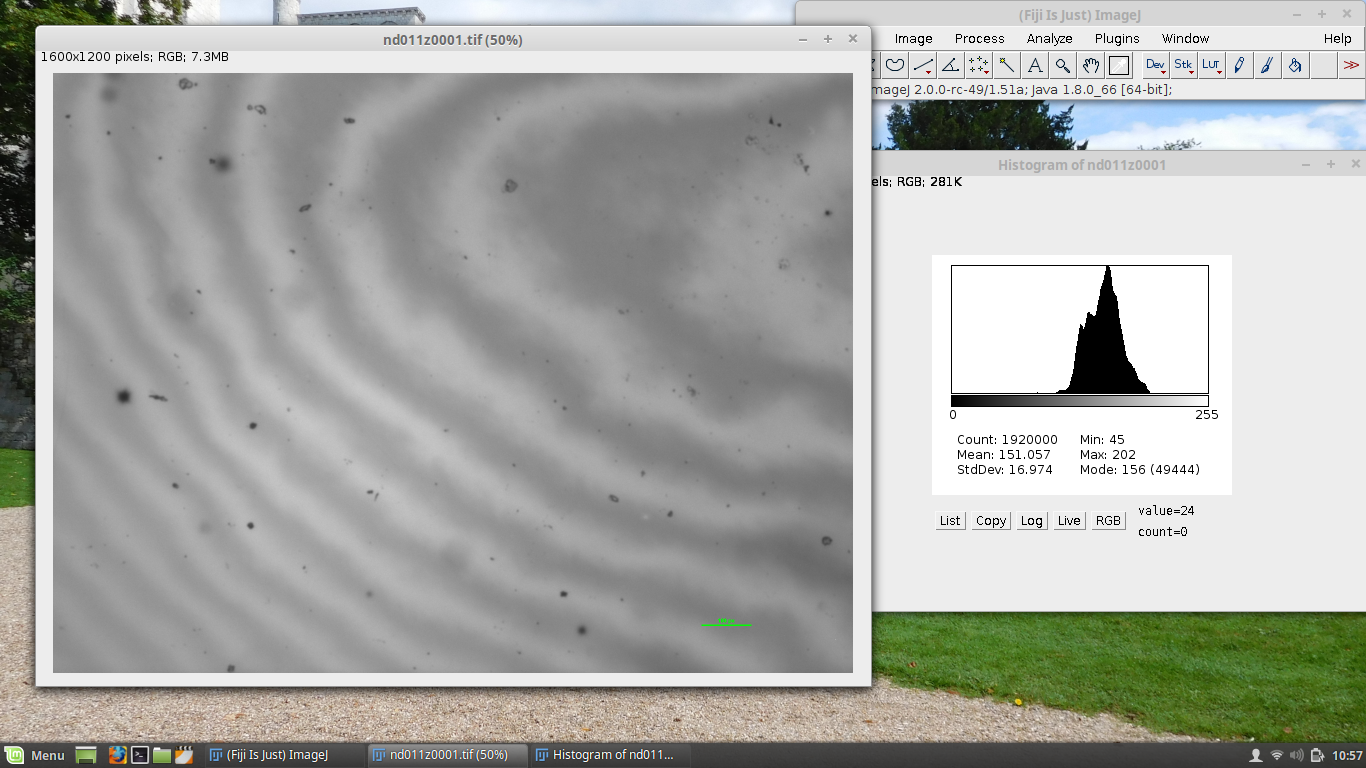 (Fiji Is Just) ImageJ
Image Process Analyze Plugins Window Help
Dev Stk LUT
mageJ 2.0.0-rc-49/1.51a; Java 1.8.0_66 [64-bit];
nd011z0001.tif (50%)
1600x1200 pixels; RGB; 7.3MB
Histogram of nd011z0001
els; RGB; 281K
0 255
Count: 1920000 Min: 45
Mean: 151.057 Max: 202
StdDev: 16.974 Mode: 156 (49444)
List Copy Log Live RGB
value=24
count=0
Menu (Fiji Is Just) ImageJ nd011z0001.tif (50%) Histogram of nd011... 10:57